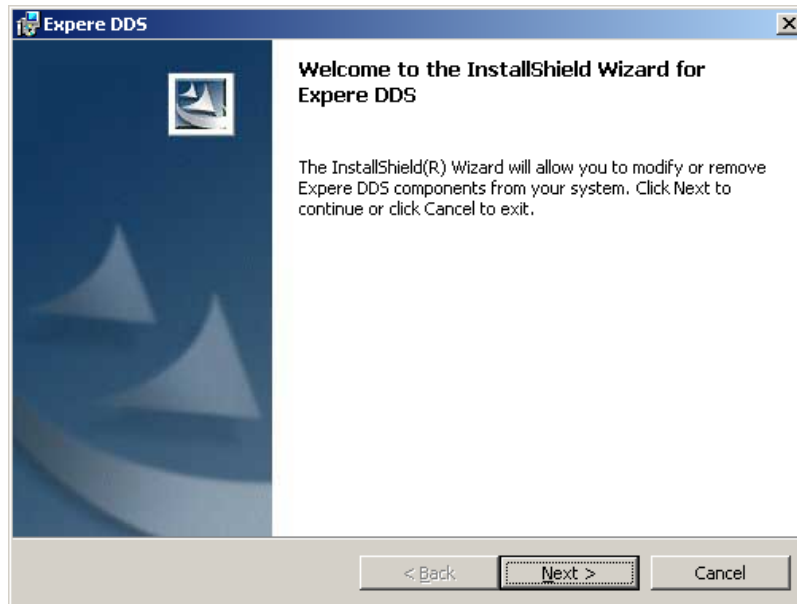 Expere DDS
Welcome to the InstallShield Wizard for
Expere DDS
The InstallShield(R) Wizard will allow you to modify or remove
Expere DDS components from your system. Click Next to
continue or click Cancel to exit.
< Back Next > Cancel